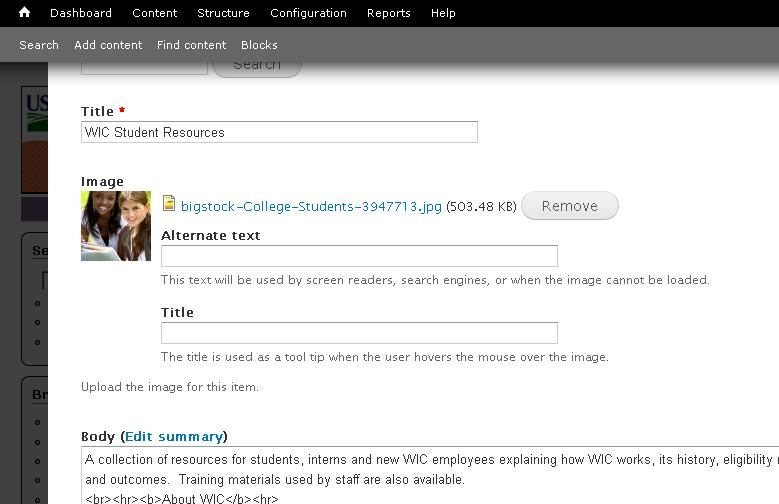 Dashboard Content Structure Configuration Reports Help
Search Add content Find content Blocks
Search
Title *
WIC Student Resources
Image
bigstock-College-Students-3947713.jpg (503.48 KB) Remove
Alternate text
This text will be used by screen readers, search engines, or when the image cannot be loaded.
Title
The title is used as a tool tip when the user hovers the mouse over the image.
Upload the image for this item.
Body (Edit summary)
A collection of resources for students, interns and new WIC employees explaining how WIC works, its history, eligibility
and outcomes. Training materials used by staff are also available.
<br><hr><b>About WIC</b><hr>
US
Se
Br